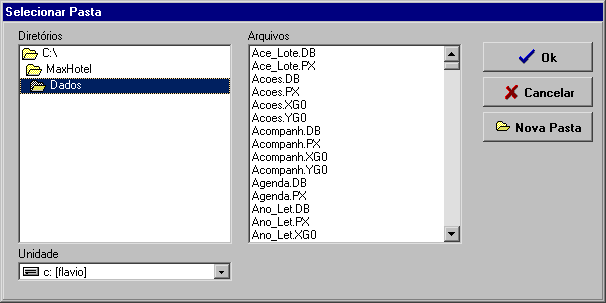 Selecionar Pasta
Diretórios
C:\
MaxHotel
Dados
Unidade
c: [flavio]
Arquivos
Ace_Lote.DB
Ace_Lote.PX
Acoes.DB
Acoes.PX
Acoes.XG0
Acoes.YG0
Acompanh.DB
Acompanh.PX
Acompanh.XG0
Acompanh.YG0
Agenda.DB
Agenda.PX
Ano_Let.DB
Ano_Let.PX
Ano_Let.XG0
Ok
Cancelar
Nova Pasta